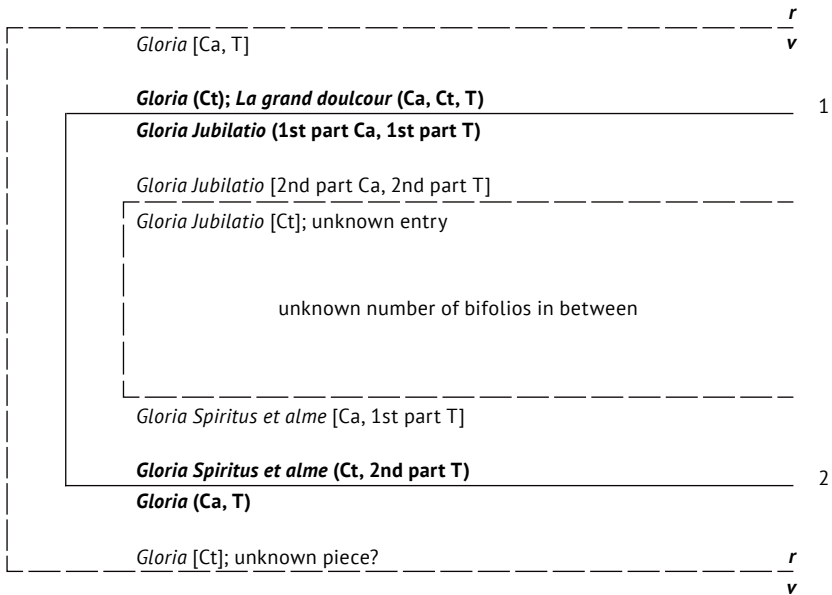 r
Gloria [Ca, T]
v
Gloria (Ct); La grand doulcour (Ca, Ct, T)
1
Gloria Jubilatio (1st part Ca, 1st part T)
Gloria Jubilatio [2nd part Ca, 2nd part T]
Gloria Jubilatio [Ct]; unknown entry
unknown number of bifolios in between
Gloria Spiritus et alme [Ca, 1st part T]
Gloria Spiritus et alme (Ct, 2nd part T)
2
Gloria (Ca, T)
Gloria [Ct]; unknown piece?
r
v